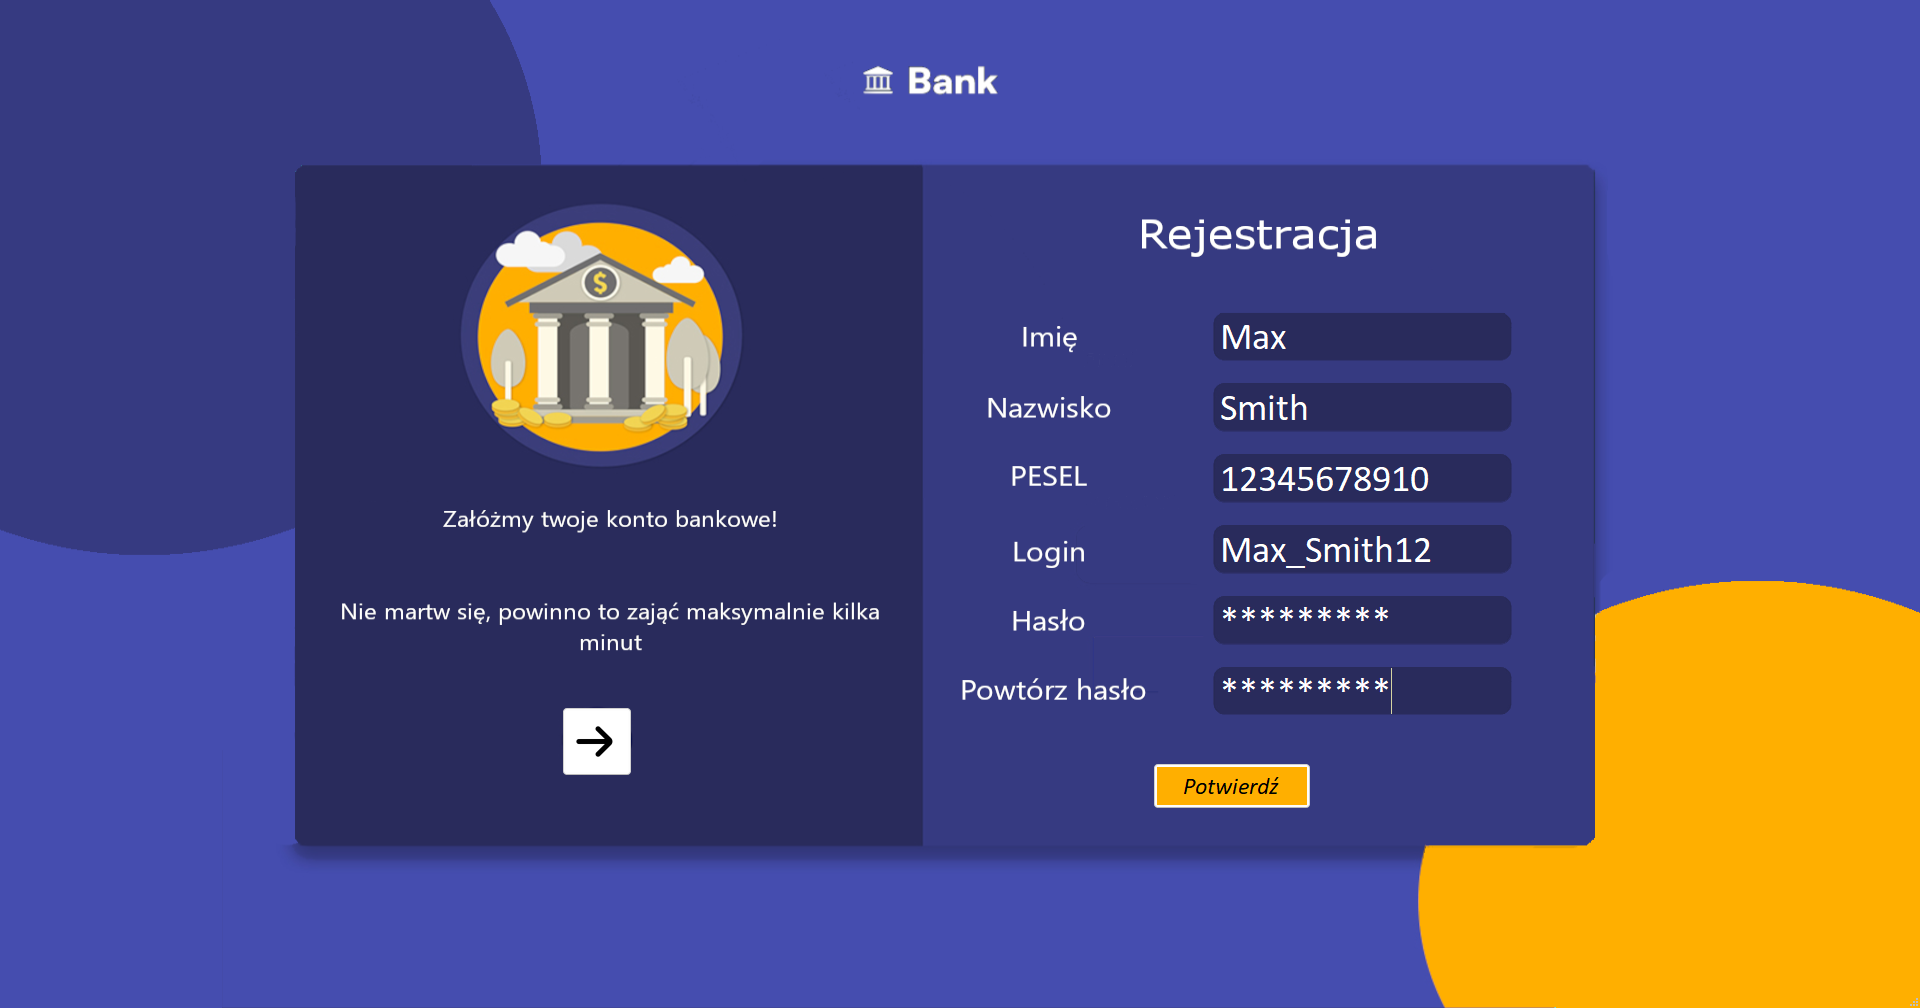 Bank
Załóżmy twoje konto bankowe!
Nie martw się, powinno to zająć maksymalnie kilka
minut
Rejestracja
Imię Max
Nazwisko Smith
PESEL 12345678910
Login Max_Smith12
Hasło *********
Powtórz hasło *********
Potwierdź